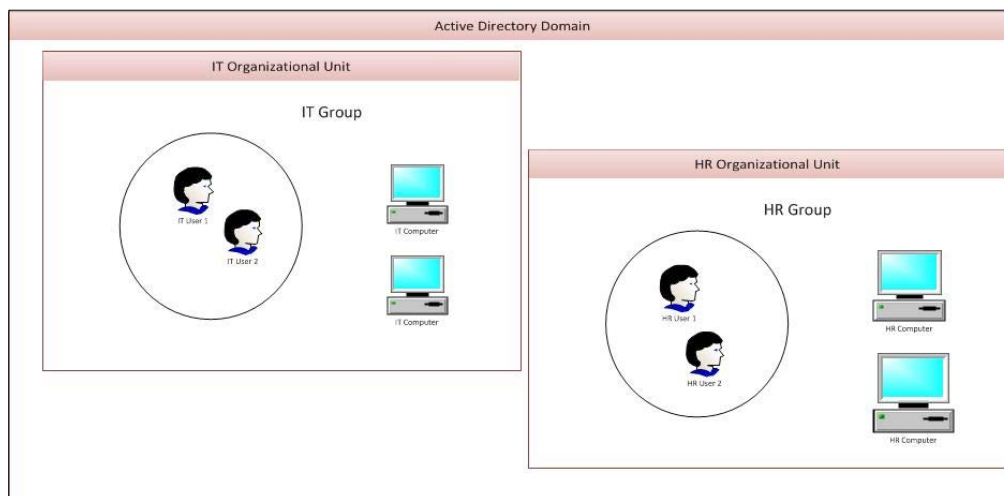 Active Directory Domain
IT Organizational Unit
IT Group
IT User 1
IT User 2
IT Computer
IT Computer
HR Organizational Unit
HR Group
HR User 1
HR User 2
HR Computer
HR Computer